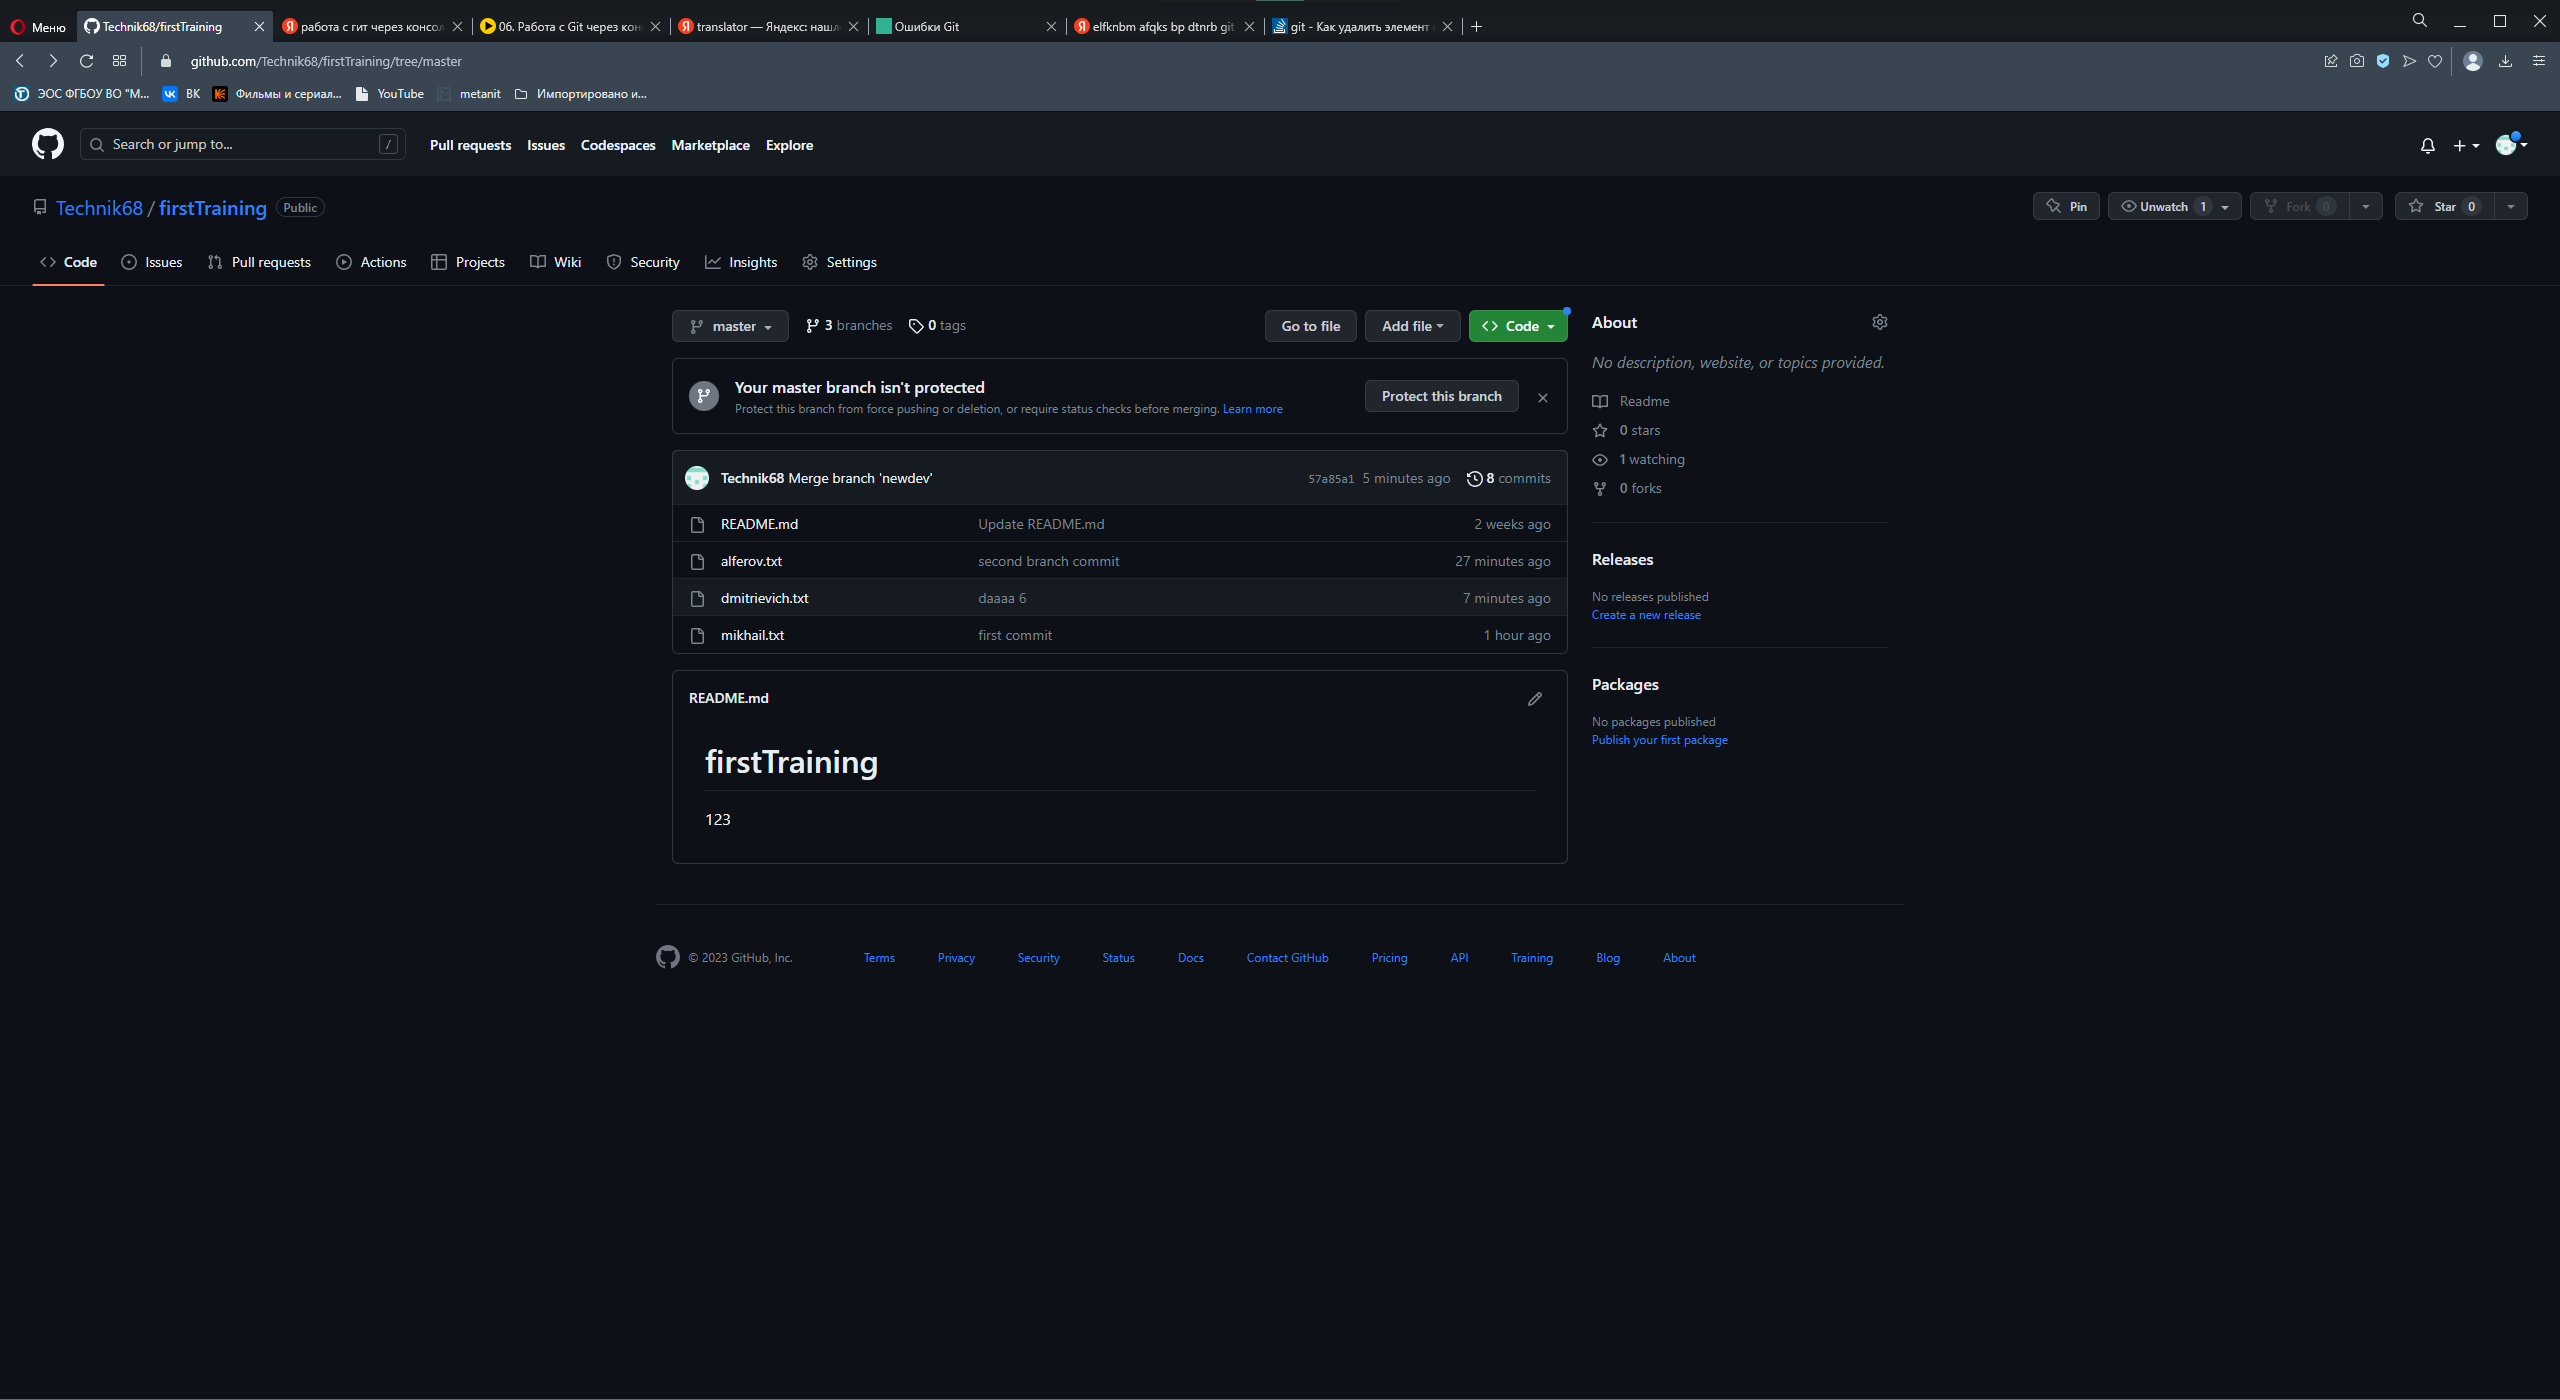 Меню
Technik68/firstTraining
работа с гит через консол
06. Работа с Git через кон
translator — Яндекс: нашл
Ошибки Git
elfknbm afqks bp dtnrb git
git - Как удалить элемент
github.com/Technik68/firstTraining/tree/master
ЭОС ФГБОУ ВО "М...
ВК
Фильмы и сериал...
YouTube
metanit
Импортировано и...
Search or jump to...
/
Pull requests
Issues
Codespaces
Marketplace
Explore
Technik68 / firstTraining
Public
Pin
Unwatch 1
Fork 0
Star 0
Code
Issues
Pull requests
Actions
Projects
Wiki
Security
Insights
Settings
master
3 branches
0 tags
Go to file
Add file
Code
Your master branch isn't protected
Protect this branch from force pushing or deletion, or require status checks before merging. Learn more
Protect this branch
Technik68 Merge branch 'newdev'
57a85a1 5 minutes ago
8 commits
README.md
Update README.md
2 weeks ago
alferov.txt
second branch commit
27 minutes ago
dmitrievich.txt
daaaa 6
7 minutes ago
mikhail.txt
first commit
1 hour ago
README.md
firstTraining
123
About
No description, website, or topics provided.
Readme
0 stars
1 watching
0 forks
Releases
No releases published
Create a new release
Packages
No packages published
Publish your first package
© 2023 GitHub, Inc.
Terms
Privacy
Security
Status
Docs
Contact GitHub
Pricing
API
Training
Blog
About